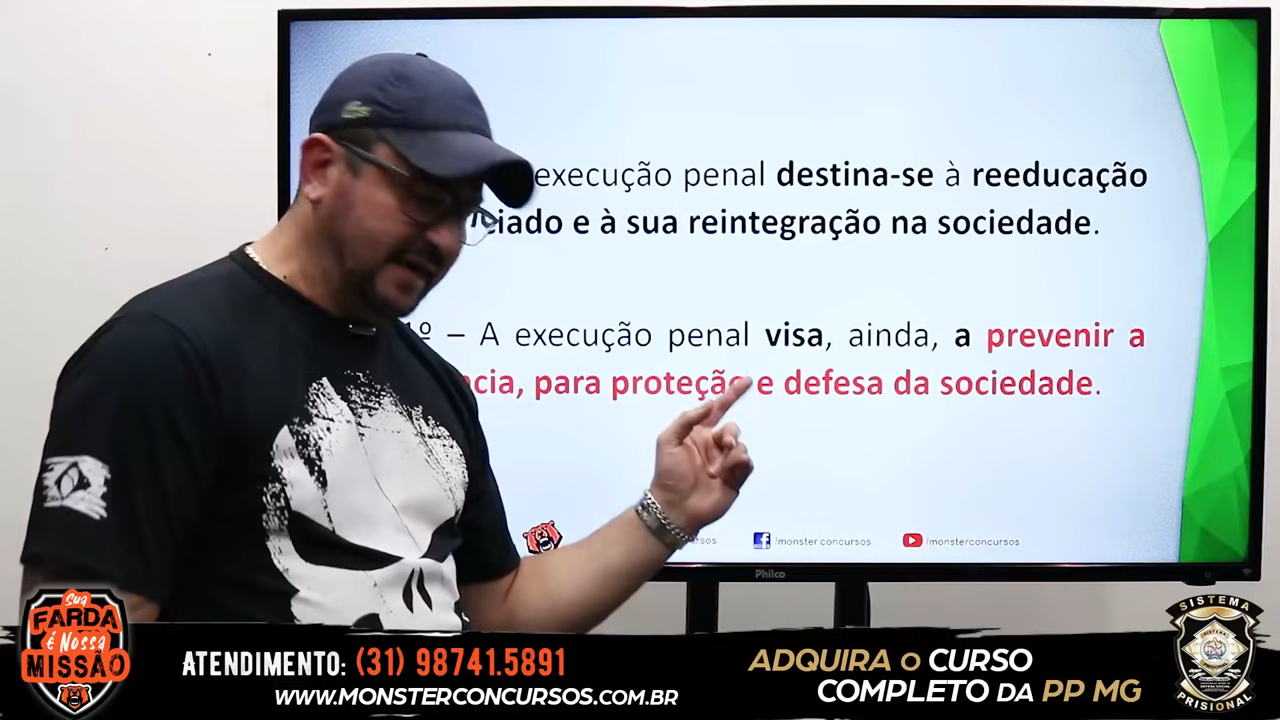 execução penal destina-se à reeducação
ciado e à sua reintegração na sociedade.
1º – A execução penal visa, ainda, a prevenir a
ncia, para proteção e defesa da sociedade.
/monster.concursos
/monsterconcursos
Philco
Sua
FARDA
é Nossa
MISSÃO
ATENDIMENTO: (31) 98741.5891
WWW.MONSTERCONCURSOS.COM.BR
ADQUIRA O CURSO
COMPLETO DA PP MG
SISTEMA
PRISIONAL